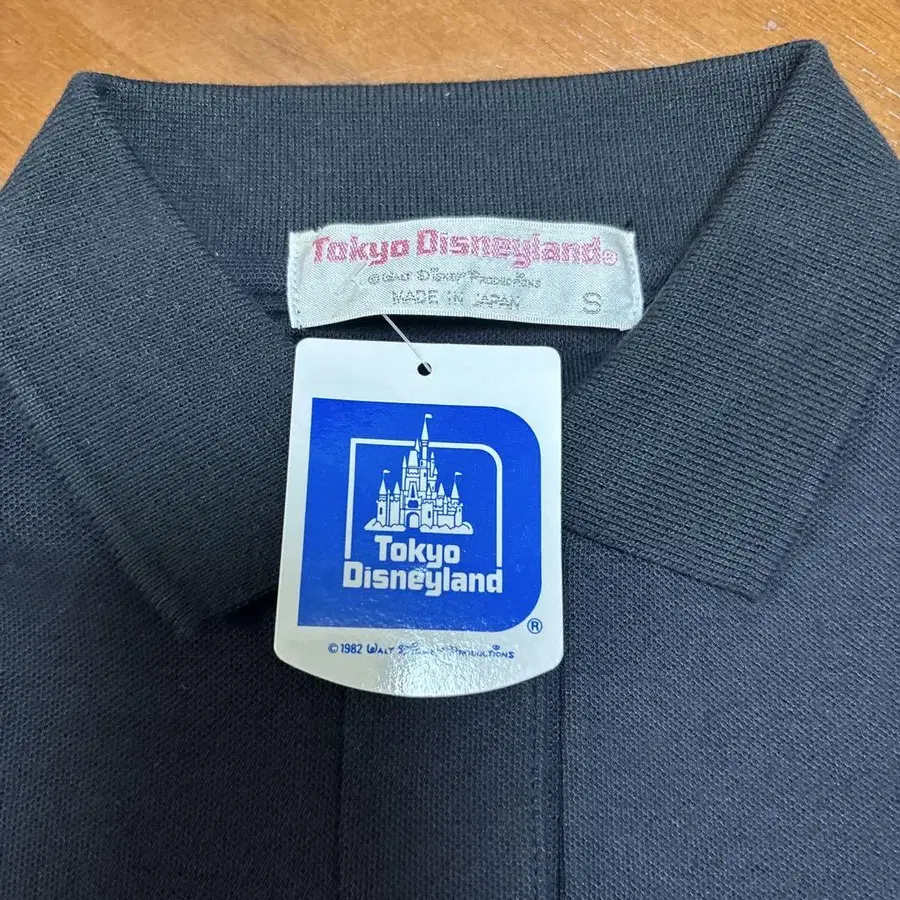 Tokyo Disneyland®
© WALT DISNEY PRODUCTIONS
MADE IN JAPAN S
Tokyo
Disneyland
®
© 1982 WALT DISNEY PRODUCTIONS